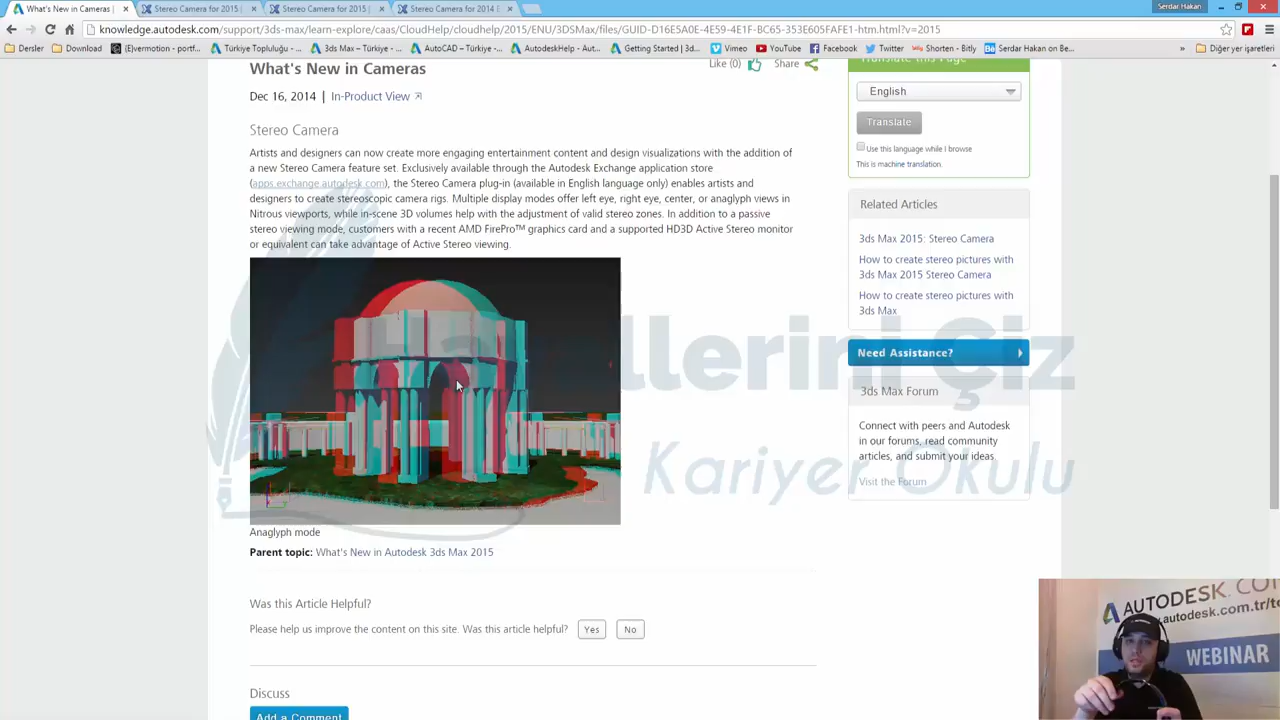 Serdar Hakan
What's New in Cameras |
Stereo Camera for 2015 |
Stereo Camera for 2015 |
Stereo Camera for 2014 E
knowledge.autodesk.com/support/3ds-max/learn-explore/caas/CloudHelp/cloudhelp/2015/ENU/3DSMax/files/GUID-D16E5A0E-4E59-4E1F-BC65-353E605FAFE1-htm.html?v=2015
Dersler
Download
[Evermotion - portf...
Türkiye Topluluğu - ...
3ds Max – Türkiye - ...
AutoCAD – Türkiye - ...
AutodeskHelp - Aut...
Getting Started | 3d...
Vimeo
YouTube
Facebook
Twitter
Shorten - Bitly
Serdar Hakan on Be...
»
Diğer yer işaretleri
What's New in Cameras
Like (0)
Share
Dec 16, 2014 | In-Product View
Stereo Camera
Artists and designers can now create more engaging entertainment content and design visualizations with the addition of
a new Stereo Camera feature set. Exclusively available through the Autodesk Exchange application store
(apps.exchange.autodesk.com), the Stereo Camera plug-in (available in English language only) enables artists and
designers to create stereoscopic camera rigs. Multiple display modes offer left eye, right eye, center, or anaglyph views in
Nitrous viewports, while in-scene 3D volumes help with the adjustment of valid stereo zones. In addition to a passive
stereo viewing mode, customers with a recent AMD FirePro™ graphics card and a supported HD3D Active Stereo monitor
or equivalent can take advantage of Active Stereo viewing.
Anaglyph mode
Parent topic: What's New in Autodesk 3ds Max 2015
Was this Article Helpful?
Please help us improve the content on this site. Was this article helpful?
Yes
No
Discuss
Add a Comment
Translate This Page
English
Translate
Use this language while I browse
This is machine translation.
Related Articles
3ds Max 2015: Stereo Camera
How to create stereo pictures with
3ds Max 2015 Stereo Camera
How to create stereo pictures with
3ds Max
Need Assistance?
3ds Max Forum
Connect with peers and Autodesk
in our forums, read community
articles, and submit your ideas
Visit the Forum
Hayallerini Çiz
Kariyer Okulu
AUTODESK.COM
www.autodesk.com.tr/to
WEBINAR